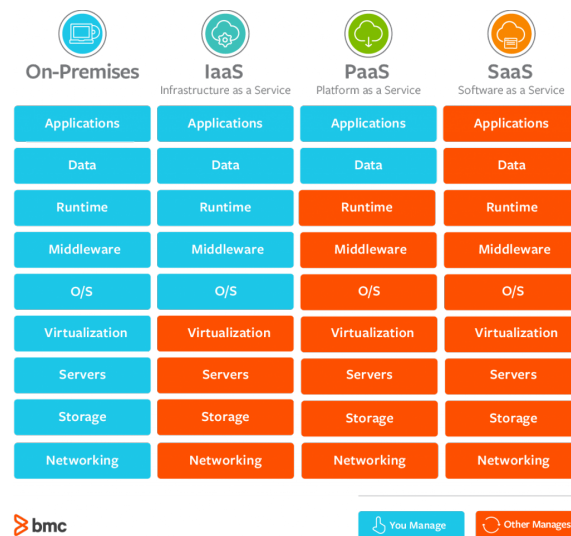 On-Premises IaaS PaaS SaaS
Infrastructure as a Service Platform as a Service Software as a Service
Applications Applications Applications Applications
Data Data Data Data
Runtime Runtime Runtime Runtime
Middleware Middleware Middleware Middleware
O/S O/S O/S O/S
Virtualization Virtualization Virtualization Virtualization
Servers Servers Servers Servers
Storage Storage Storage Storage
Networking Networking Networking Networking
bmc You Manage Other Manages